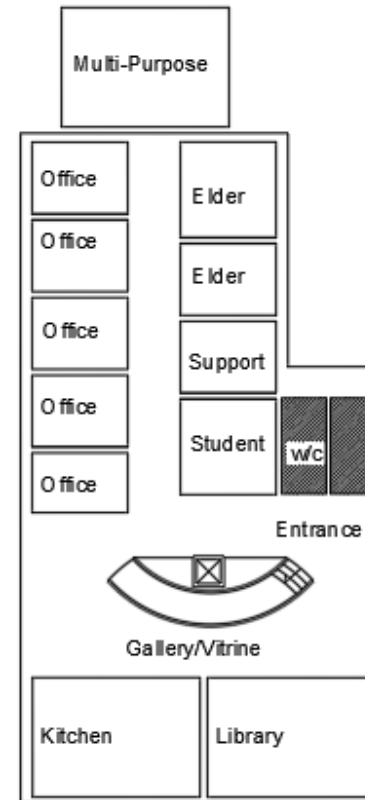 Multi-Purpose
Office
Elder
Office
Elder
Office
Support
Office
Student
w/c
Office
Entrance
Gallery/Vitrine
Kitchen
Library